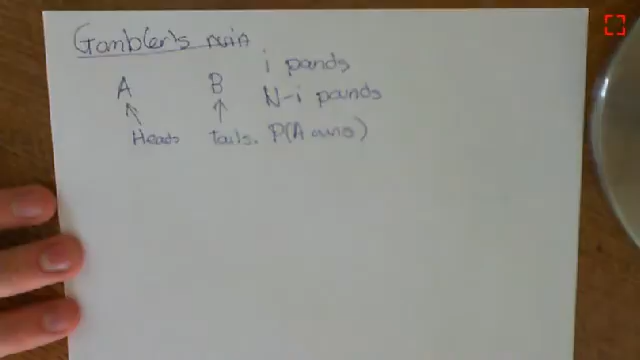 Gambler's ruin
i pounds
A B
N-i pounds
Heads Tails. P(A wins)